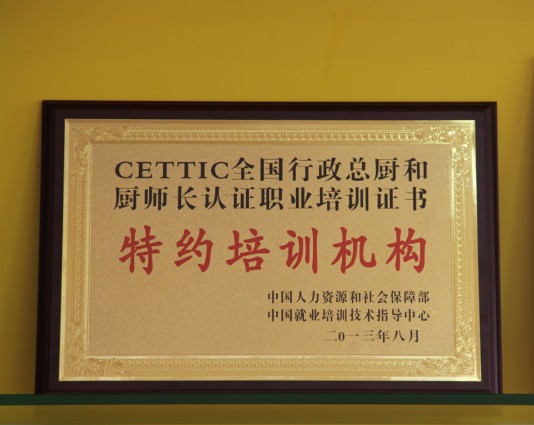 CETTIC全国行政总厨和
厨师长认证职业培训证书
特约培训机构
中国人力资源和社会保障部
中国就业培训技术指导中心
二0一三年八月